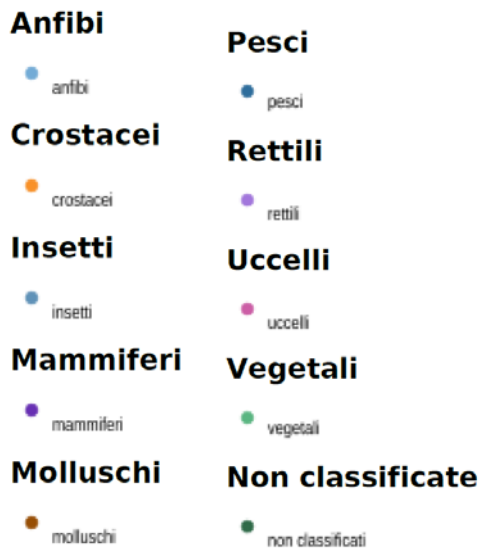 Anfibi
anfibi
Crostacei
crostacei
Insetti
insetti
Mammiferi
mammiferi
Molluschi
molluschi
Pesci
pesci
Rettili
rettili
Uccelli
uccelli
Vegetali
vegetali
Non classificate
non classificati